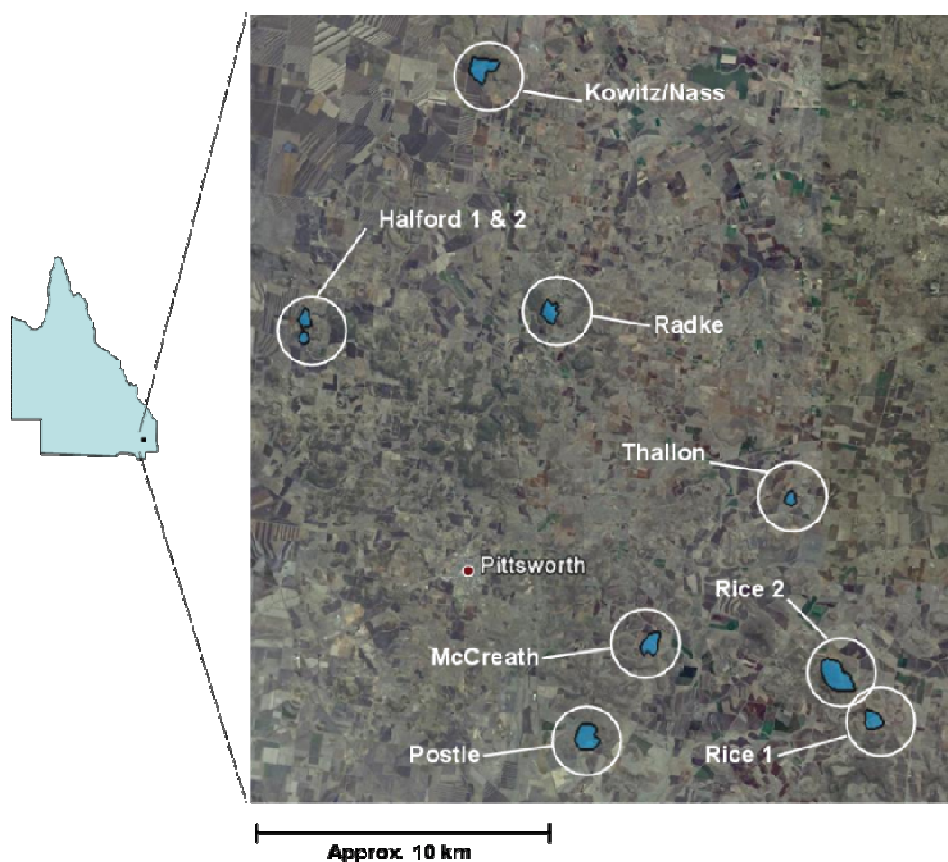 Kowitz/Nass
Halford 1 & 2
Radke
Thallon
Pittsworth
Rice 2
McCreath
Postle
Rice 1
Approx. 10 km